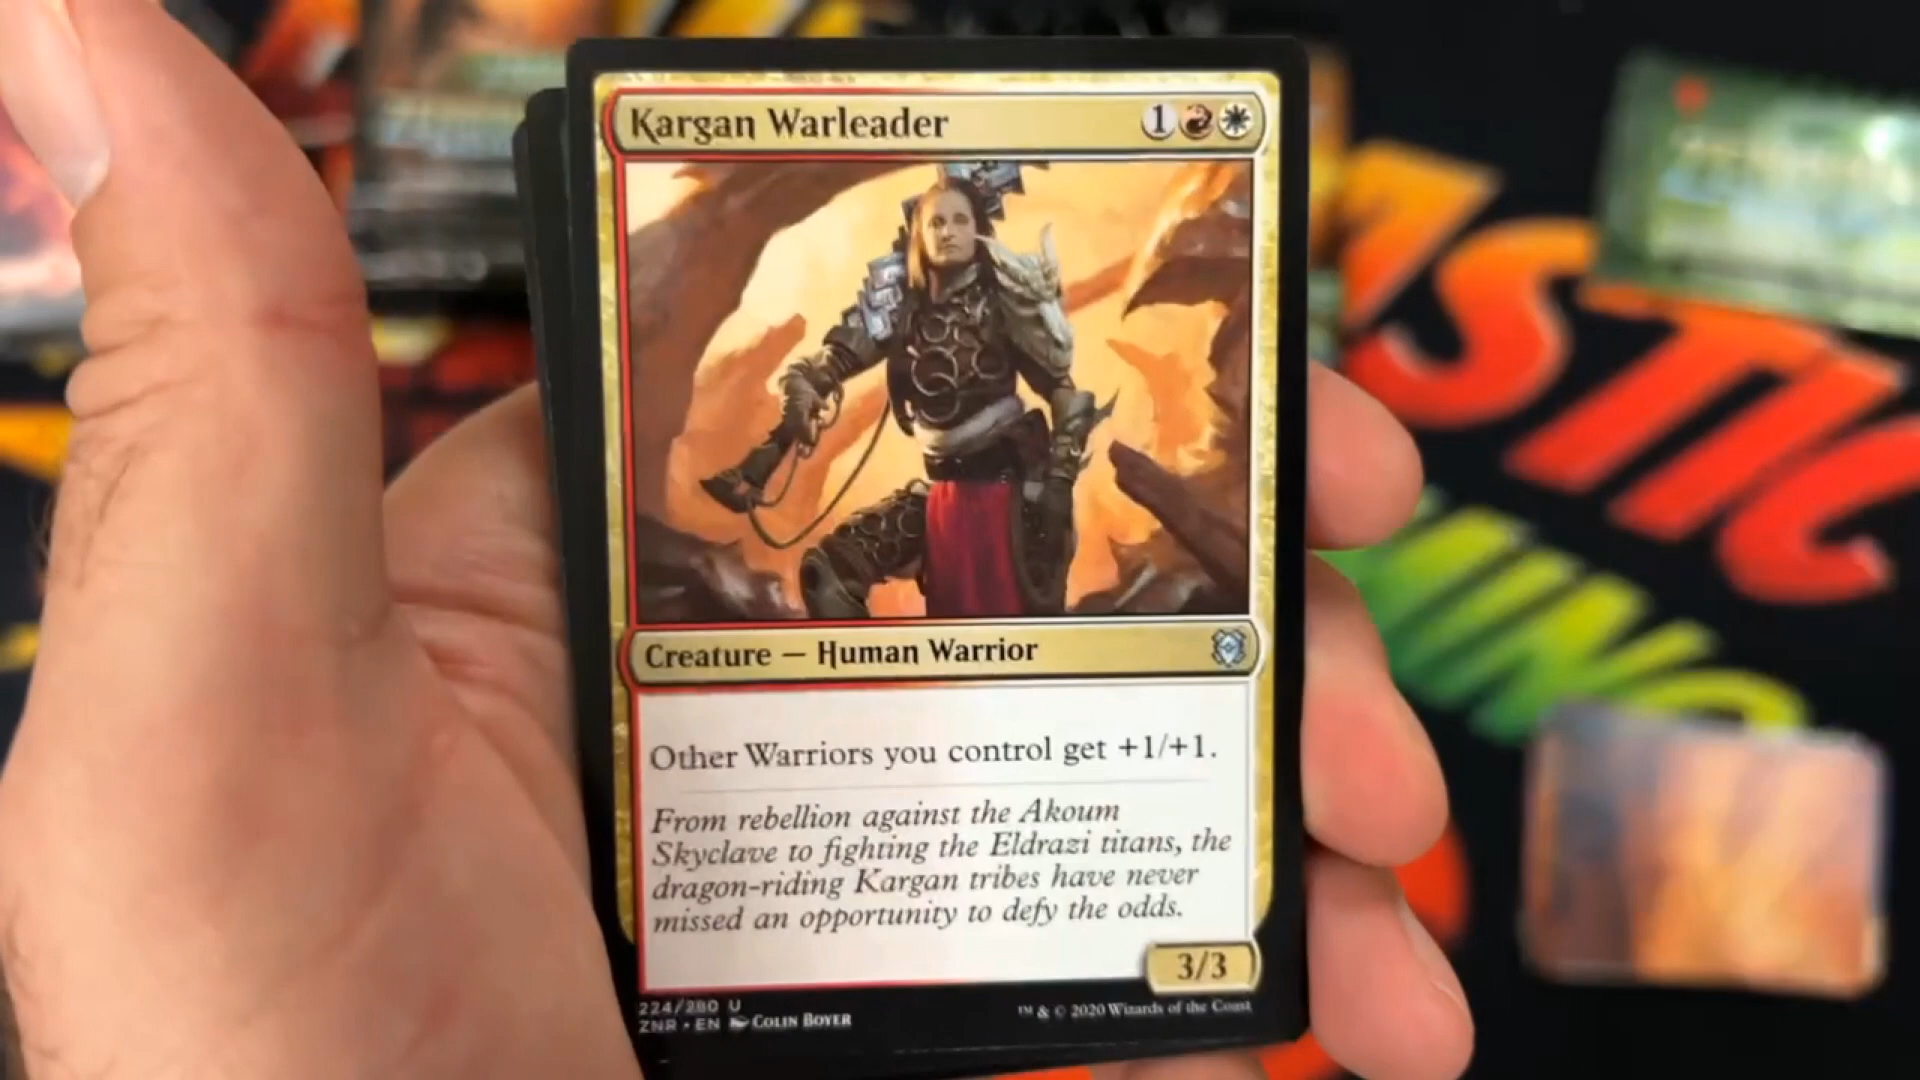 Kargan Warleader 1
Creature — Human Warrior
Other Warriors you control get +1/+1.
From rebellion against the Akoum
Skyclave to fighting the Eldrazi titans, the
dragon-riding Kargan tribes have never
missed an opportunity to defy the odds.
3/3
224/280 U
ZNR • EN Colin Boyer
™ & © 2020 Wizards of the Coast
STIC